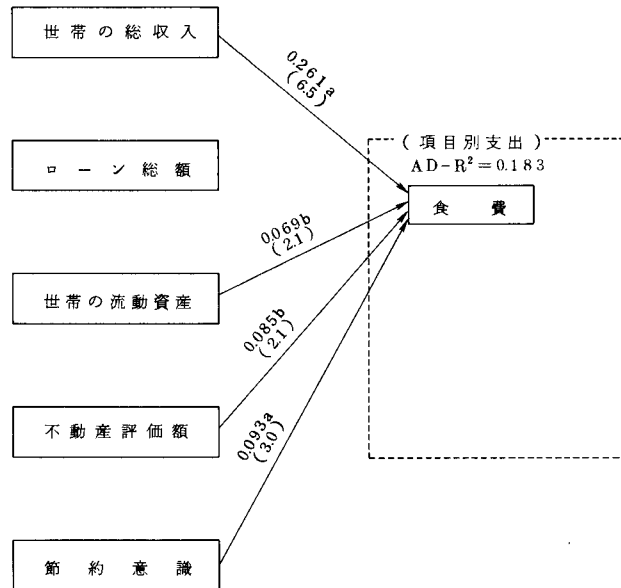 世帯の総収入
0.261a
(6.5)
(項目別支出)
AD-R²=0.183
ローン総額
食費
0.069b
(2.1)
世帯の流動資産
0.085b
(2.1)
不動産評価額
0.093a
(3.0)
節約意識